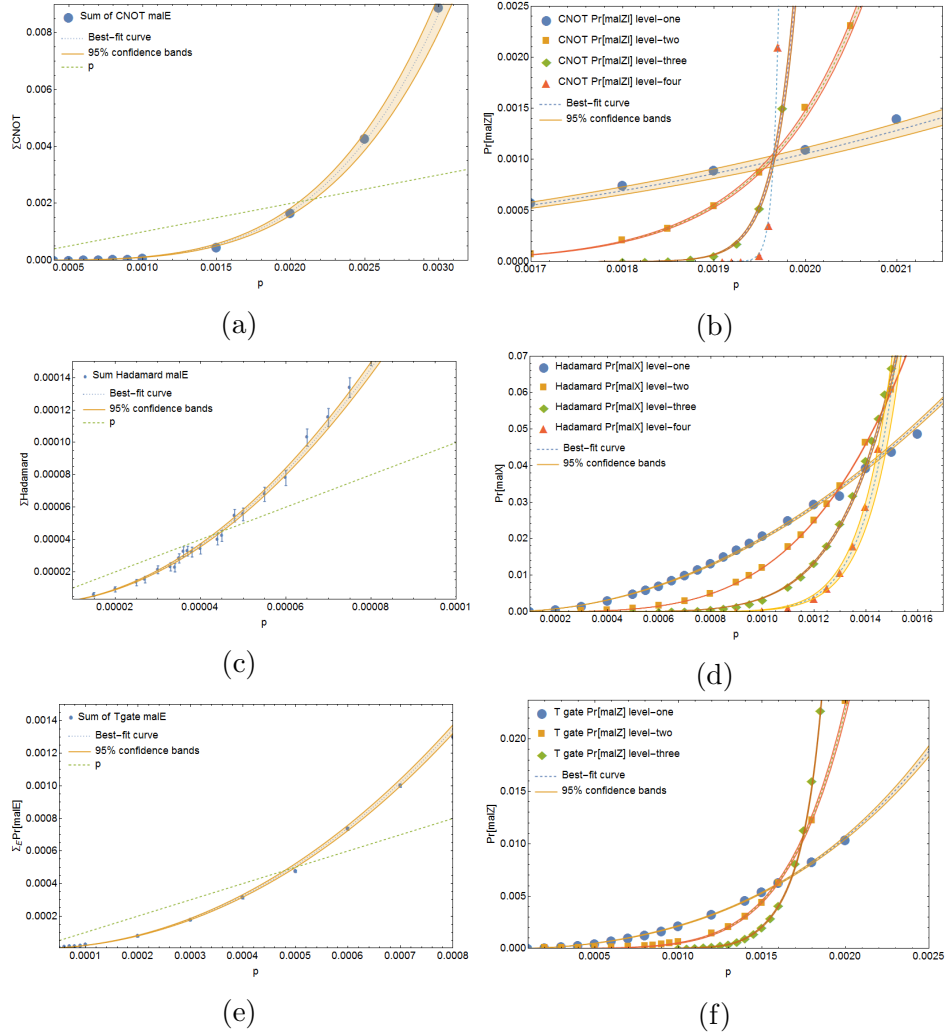 Sum of CNOT malE
Best-fit curve
95% confidence bands
p
ΣCNOT
0.008
0.006
0.004
0.002
0.000
0.0005 0.0010 0.0015 0.0020 0.0025 0.0030
p
(a)
CNOT Pr[malZI] level-one
CNOT Pr[malZI] level-two
CNOT Pr[malZI] level-three
CNOT Pr[malZI] level-four
Best-fit curve
95% confidence bands
Pr[malZI]
0.0025
0.0020
0.0015
0.0010
0.0005
0.0000
0.0017 0.0018 0.0019 0.0020 0.0021
p
(b)
Sum Hadamard malE
Best-fit curve
95% confidence bands
p
ΣHadamard
0.00014
0.00012
0.00010
0.00008
0.00006
0.00004
0.00002
0.00002 0.00004 0.00006 0.00008 0.0001
p
(c)
Hadamard Pr[malX] level-one
Hadamard Pr[malX] level-two
Hadamard Pr[malX] level-three
Hadamard Pr[malX] level-four
Best-fit curve
95% confidence bands
Pr[malX]
0.07
0.06
0.05
0.04
0.03
0.02
0.01
0.00
0.0002 0.0004 0.0006 0.0008 0.0010 0.0012 0.0014 0.0016
p
(d)
Sum of Tgate malE
Best-fit curve
95% confidence bands
p
Σ_E Pr[malE]
0.0014
0.0012
0.0010
0.0008
0.0006
0.0004
0.0002
0.0001 0.0002 0.0003 0.0004 0.0005 0.0006 0.0007 0.0008
p
(e)
T gate Pr[malZ] level-one
T gate Pr[malZ] level-two
T gate Pr[malZ] level-three
Best-fit curve
95% confidence bands
Pr[malZ]
0.020
0.015
0.010
0.005
0.000
0.0005 0.0010 0.0015 0.0020 0.0025
p
(f)